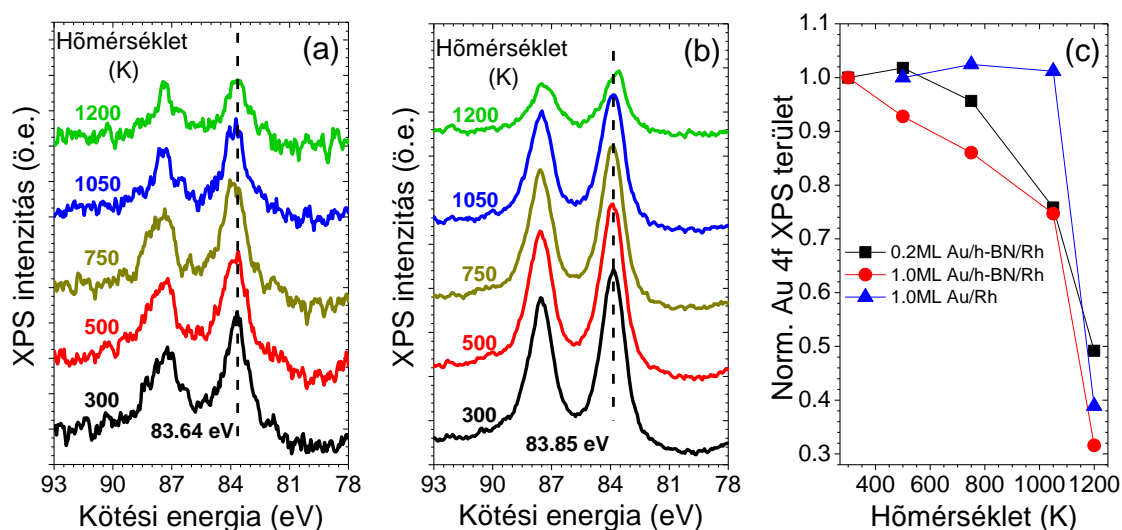 Hõmérséklet
(K)
(a)
1200
1050
750
500
300
83.64 eV
93 90 87 84 81 78
Kötési energia (eV)
XPS intenzitás (ö.e.)
Hõmérséklet
(K)
(b)
1200
1050
750
500
300
83.85 eV
93 90 87 84 81 78
Kötési energia (eV)
XPS intenzitás (ö.e.)
(c)
1.1
1.0
0.9
0.8
0.7
0.6
0.5
0.4
0.3
0.2ML Au/h-BN/Rh
1.0ML Au/h-BN/Rh
1.0ML Au/Rh
400 600 800 1000 1200
Hõmérséklet (K)
Norm. Au 4f XPS terület